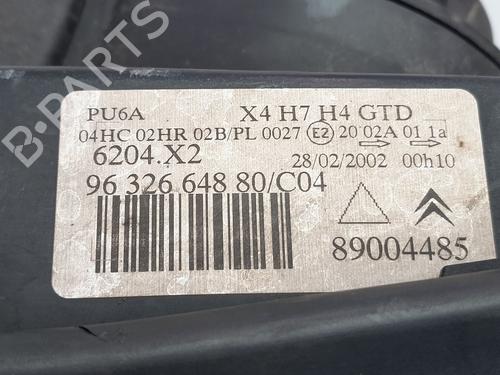 B-PARTS
PU6A X4 H7 H4 GTD
04HC 02HR 02B/PL 0027 E2 20 02A 01 1a
6204.X2 28/02/2002 00h10
96 326 648 80/C04
89004485